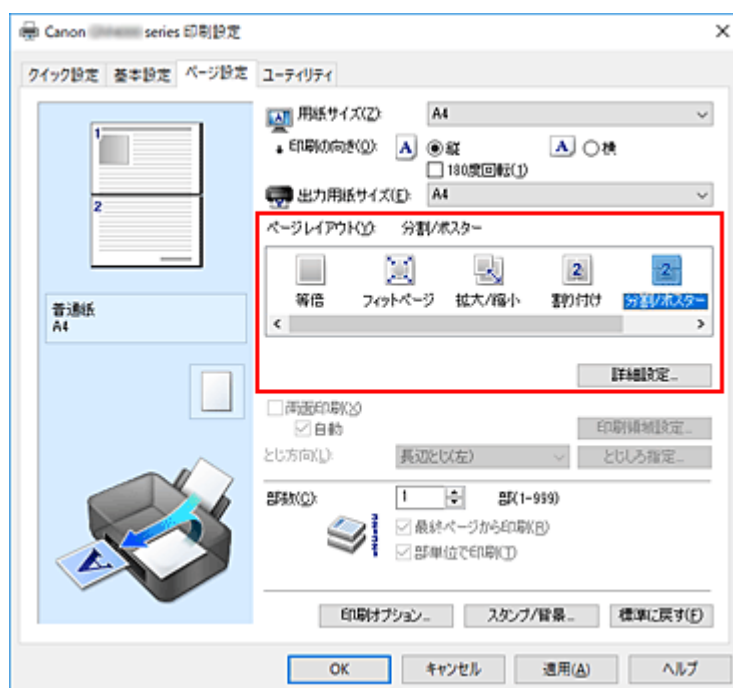 Canon series 印刷設定
クイック設定 基本設定 ページ設定 ユーティリティ
1
2
普通紙
A4
用紙サイズ(Z): A4
印刷の向き(O): A 縦 A 横
180度回転(J)
出力用紙サイズ(E): A4
ページレイアウト(Y): 分割/ポスター
2 2
等倍 フィットページ 拡大/縮小 割り付け 分割/ポスター
詳細設定...
両面印刷(X)
自動 印刷領域設定...
とじ方向(L): 長辺とじ(左) とじしろ指定...
部数(C): 1 部(1-999)
最終ページから印刷(R)
部単位で印刷(T)
印刷オプション... スタンプ/背景... 標準に戻す(F)
OK キャンセル 適用(A) ヘルプ